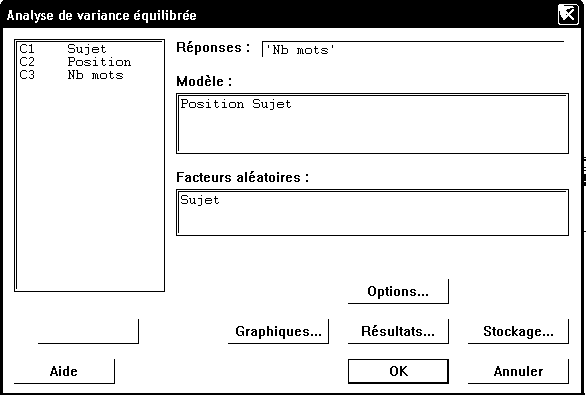 Analyse de variance équilibrée
C1 Sujet
C2 Position
C3 Nb mots
Réponses : 'Nb mots'
Modèle :
Position Sujet
Facteurs aléatoires :
Sujet
Options...
Graphiques... Résultats... Stockage...
Aide OK Annuler